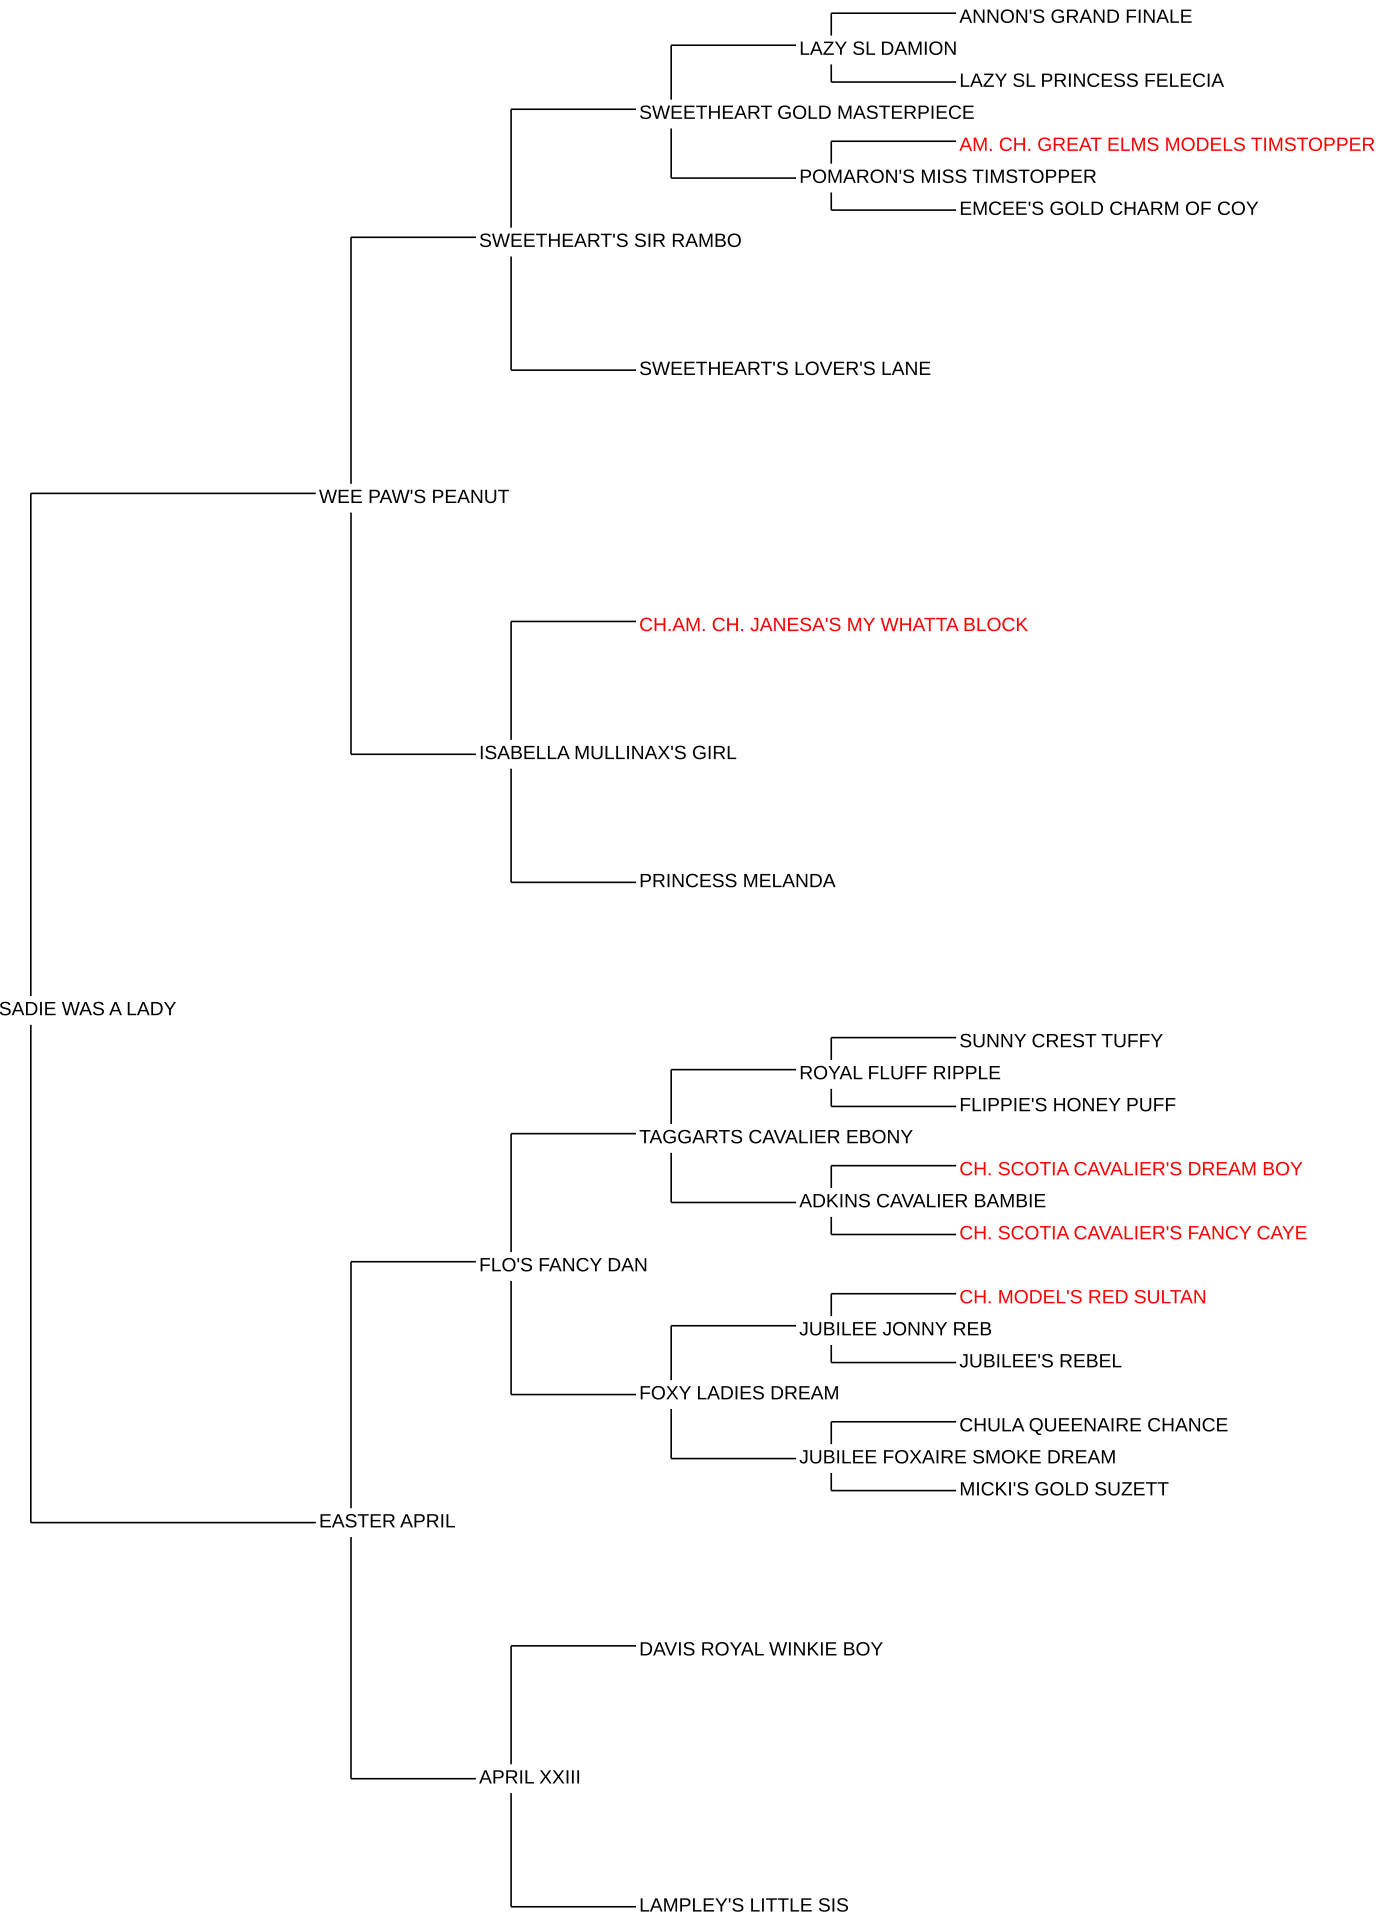 ANNON'S GRAND FINALE
LAZY SL DAMION
LAZY SL PRINCESS FELECIA
SWEETHEART GOLD MASTERPIECE
AM. CH. GREAT ELMS MODELS TIMSTOPPER
POMARON'S MISS TIMSTOPPER
EMCEE'S GOLD CHARM OF COY
SWEETHEART'S SIR RAMBO
SWEETHEART'S LOVER'S LANE
WEE PAW'S PEANUT
CH.AM. CH. JANESA'S MY WHATTA BLOCK
ISABELLA MULLINAX'S GIRL
PRINCESS MELANDA
SADIE WAS A LADY
SUNNY CREST TUFFY
ROYAL FLUFF RIPPLE
FLIPPIE'S HONEY PUFF
TAGGARTS CAVALIER EBONY
CH. SCOTIA CAVALIER'S DREAM BOY
ADKINS CAVALIER BAMBIE
CH. SCOTIA CAVALIER'S FANCY CAYE
FLO'S FANCY DAN
CH. MODEL'S RED SULTAN
JUBILEE JONNY REB
JUBILEE'S REBEL
FOXY LADIES DREAM
CHULA QUEENAIRE CHANCE
JUBILEE FOXAIRE SMOKE DREAM
MICKI'S GOLD SUZETT
EASTER APRIL
DAVIS ROYAL WINKIE BOY
APRIL XXIII
LAMPLEY'S LITTLE SIS